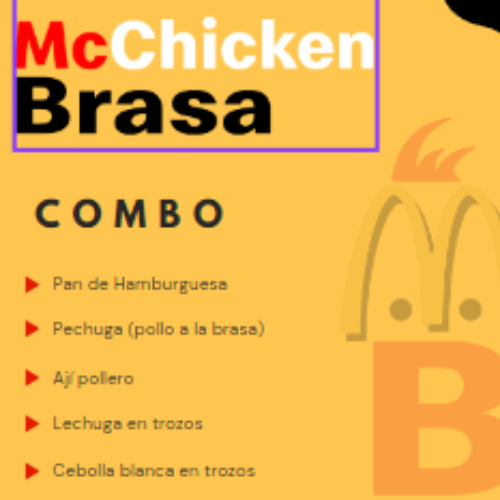 McChicken
Brasa
COMBO
Pan de Hamburguesa
Pechuga (pollo a la brasa)
Ají pollero
Lechuga en trozos
Cebolla blanca en trozos
B